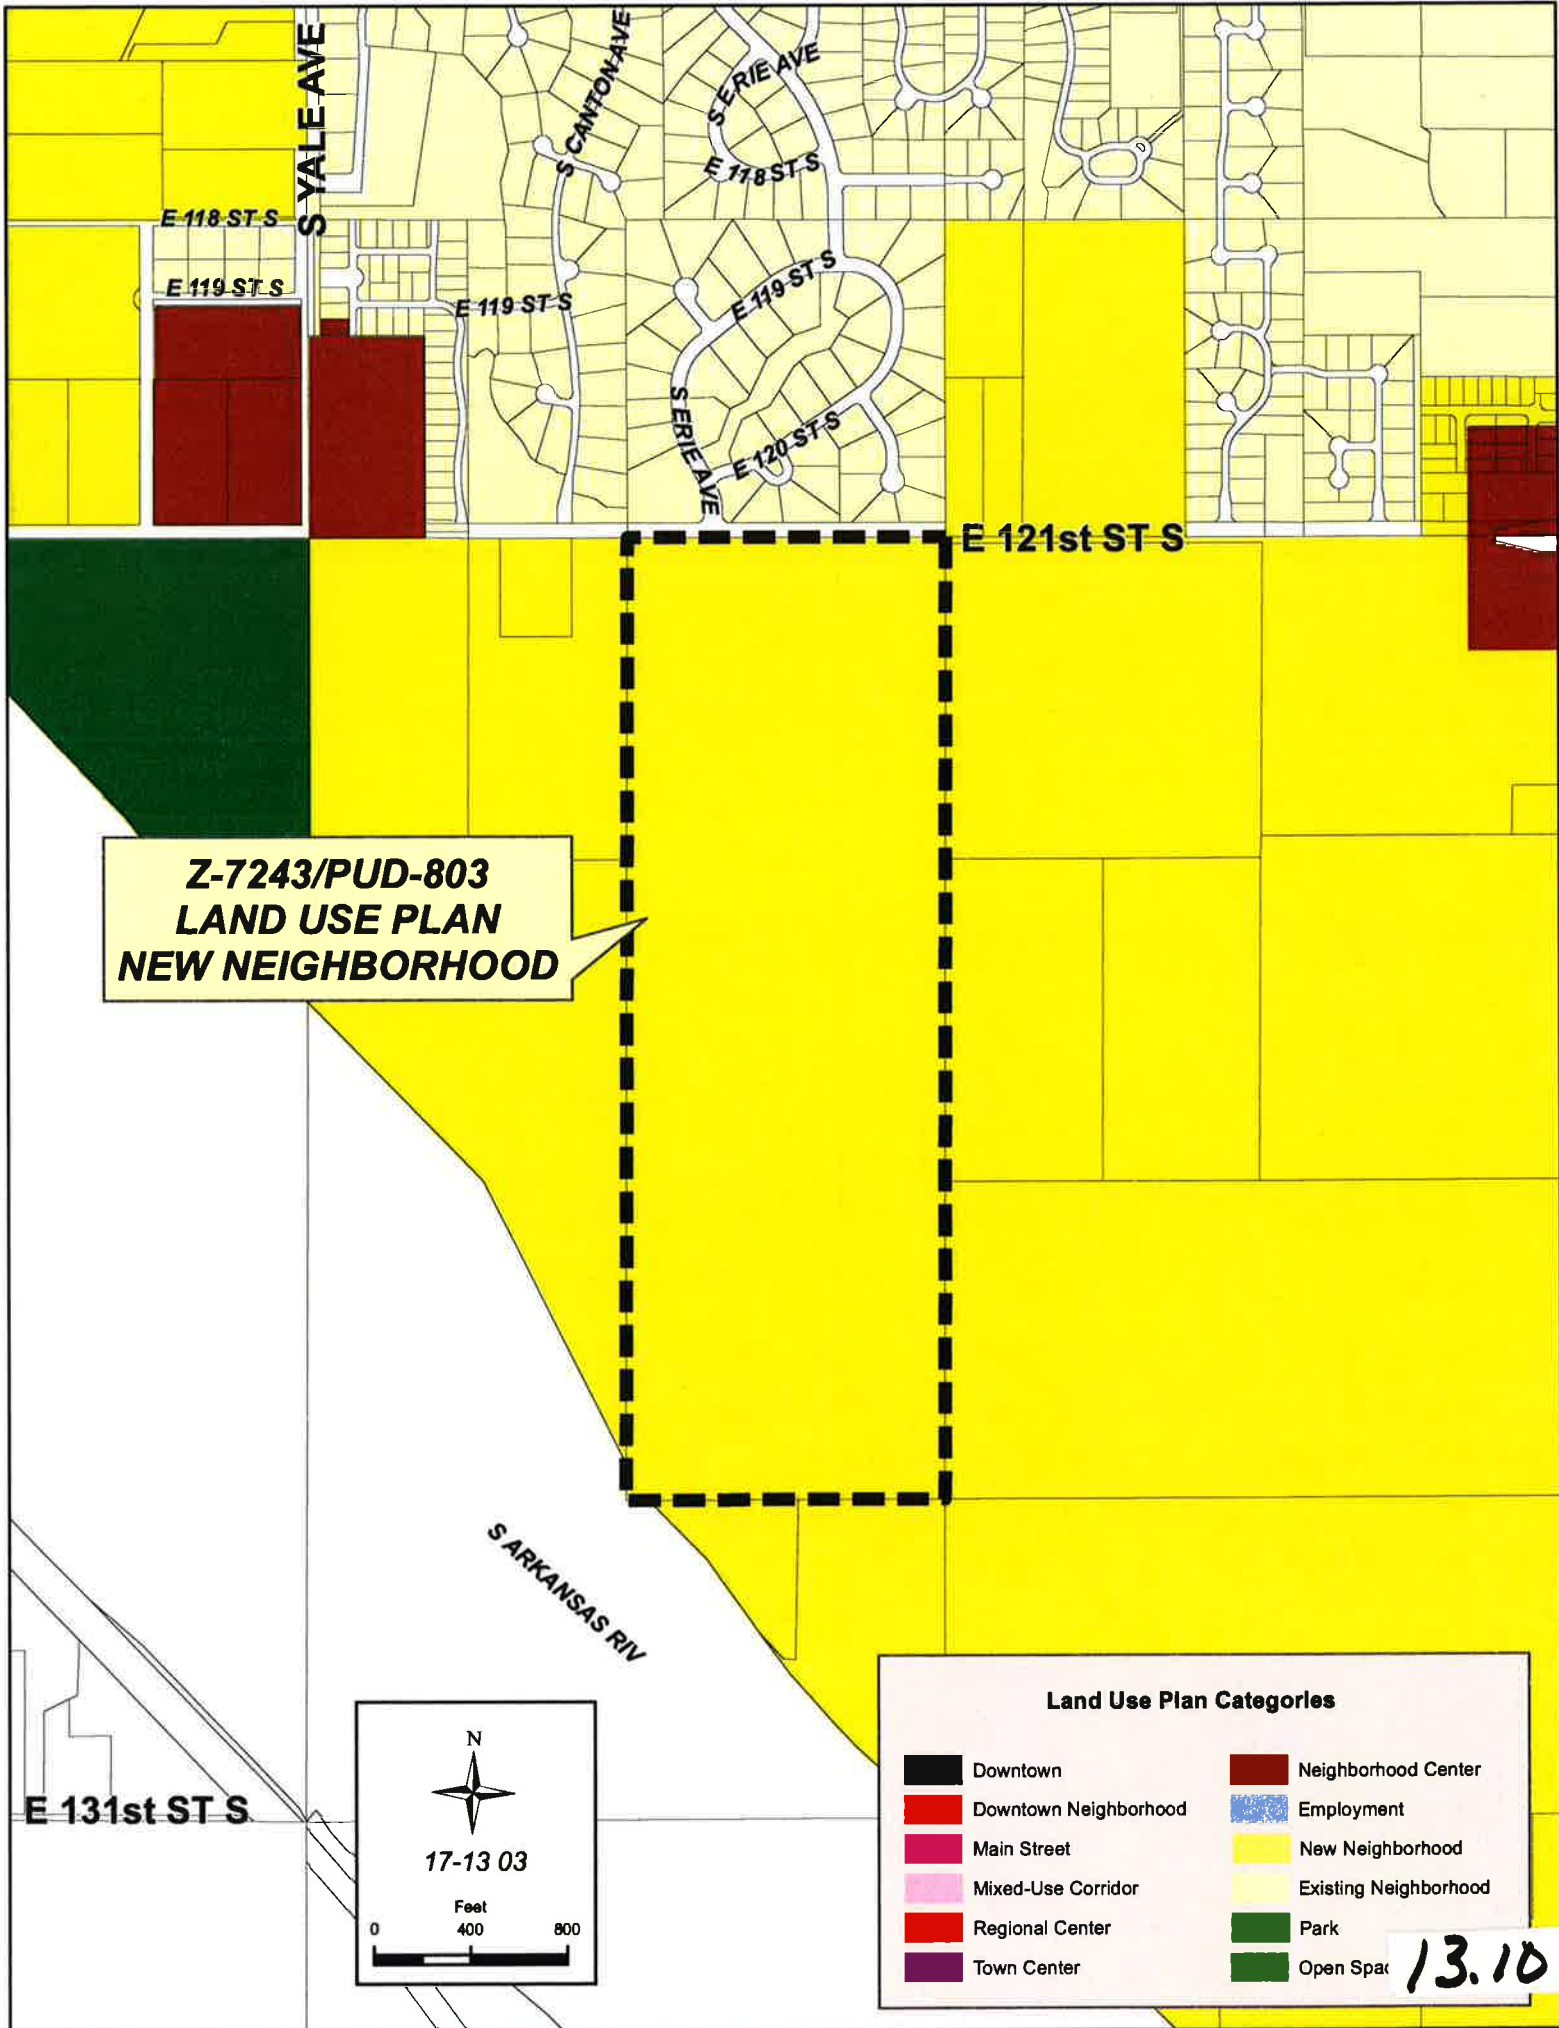 S YALE AVE
S CANTON AVE
S ERIE AVE
E 118 ST S
E 118 ST S
E 119 ST S
E 119 ST S
E 119 ST S
S ERIE AVE
E 120 ST S
E 121st ST S
Z-7243/PUD-803
LAND USE PLAN
NEW NEIGHBORHOOD
S ARKANSAS RIV
E 131st ST S
N
17-13 03
Feet
0 400 800
Land Use Plan Categories
Downtown
Downtown Neighborhood
Main Street
Mixed-Use Corridor
Regional Center
Town Center
Neighborhood Center
Employment
New Neighborhood
Existing Neighborhood
Park
Open Spac
13.10